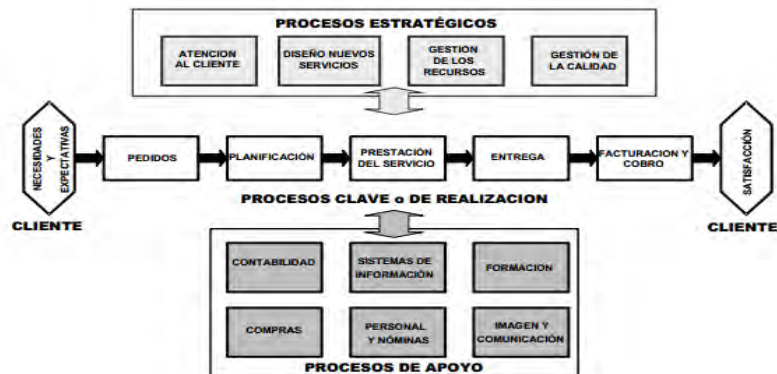 PROCESOS ESTRATÉGICOS
ATENCION
AL CLIENTE
DISEÑO NUEVOS
SERVICIOS
GESTIÓN
DE LOS
RECURSOS
GESTIÓN DE
LA CALIDAD
NECESIDADES
Y
EXPECTATIVAS
CLIENTE
PEDIDOS
PLANIFICACIÓN
PRESTACIÓN
DEL SERVICIO
ENTREGA
FACTURACION Y
COBRO
SATISFACCIÓN
CLIENTE
PROCESOS CLAVE o DE REALIZACION
CONTABILIDAD
SISTEMAS DE
INFORMACIÓN
FORMACION
COMPRAS
PERSONAL
Y NÓMINAS
IMAGEN Y
COMUNICACIÓN
PROCESOS DE APOYO